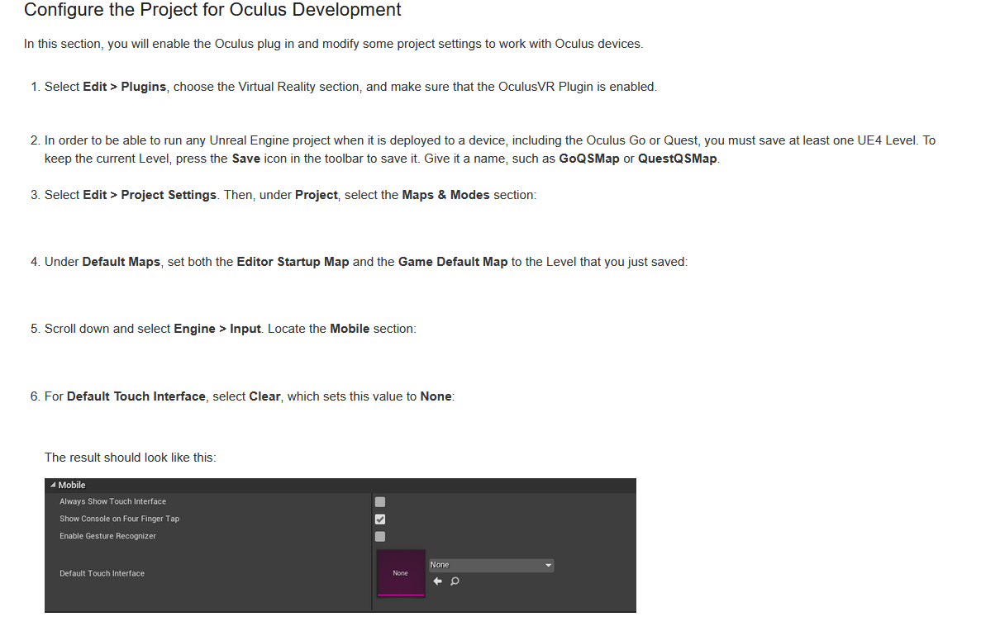 Configure the Project for Oculus Development
In this section, you will enable the Oculus plug in and modify some project settings to work with Oculus devices.
1. Select Edit > Plugins, choose the Virtual Reality section, and make sure that the OculusVR Plugin is enabled.
2. In order to be able to run any Unreal Engine project when it is deployed to a device, including the Oculus Go or Quest, you must save at least one UE4 Level. To
keep the current Level, press the Save icon in the toolbar to save it. Give it a name, such as GoQSMap or QuestQSMap.
3. Select Edit > Project Settings. Then, under Project, select the Maps & Modes section:
4. Under Default Maps, set both the Editor Startup Map and the Game Default Map to the Level that you just saved:
5. Scroll down and select Engine > Input. Locate the Mobile section:
6. For Default Touch Interface, select Clear, which sets this value to None:
The result should look like this:
Mobile
Always Show Touch Interface
Show Console on Four Finger Tap
Enable Gesture Recognizer
Default Touch Interface
None
None